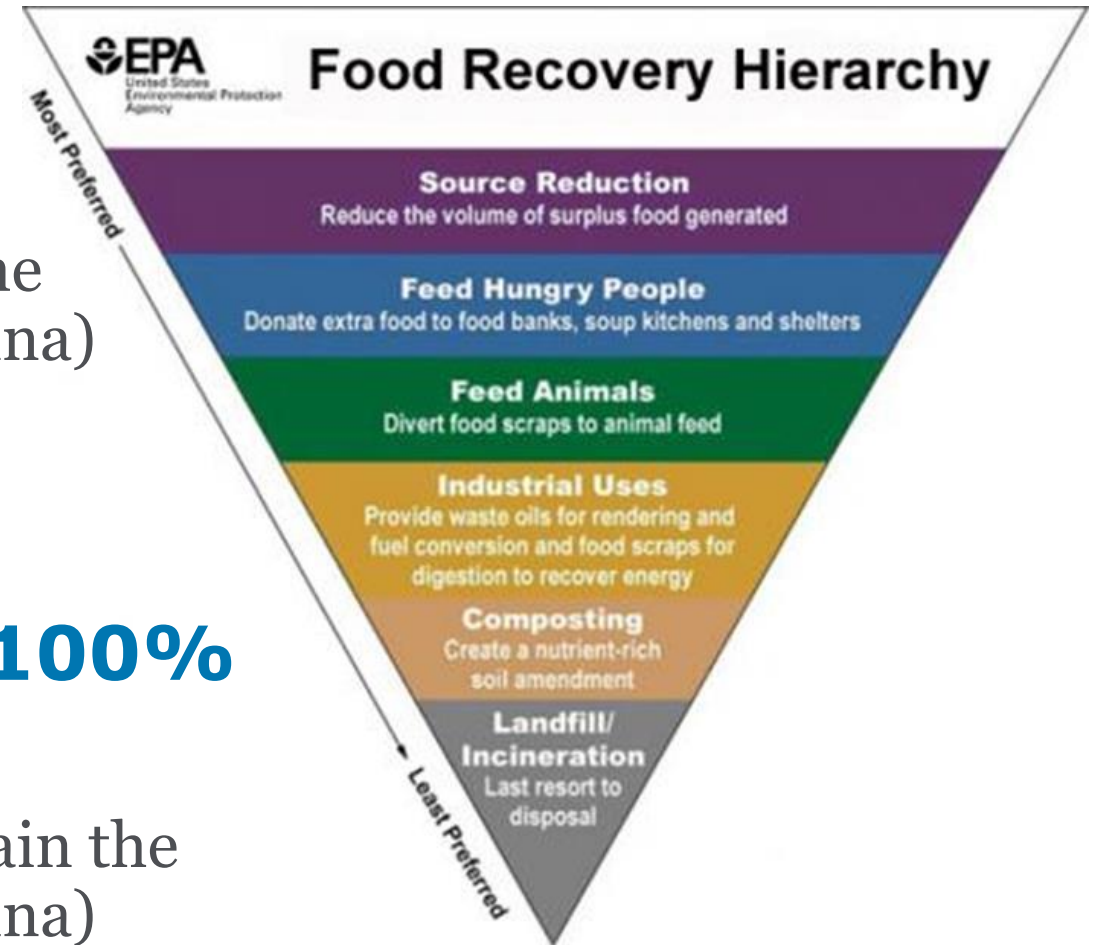 EPA
United States
Environmental Protection
Agency
Food Recovery Hierarchy
Most Preferred
Source Reduction
Reduce the volume of surplus food generated
Feed Hungry People
Donate extra food to food banks, soup kitchens and shelters
Feed Animals
Divert food scraps to animal feed
Industrial Uses
Provide waste oils for rendering and
fuel conversion and food scraps for
digestion to recover energy
Composting
Create a nutrient-rich
soil amendment
Landfill/
Incineration
Last resort to
disposal
Least Preferred
ne
na)
100%
ain the
na)